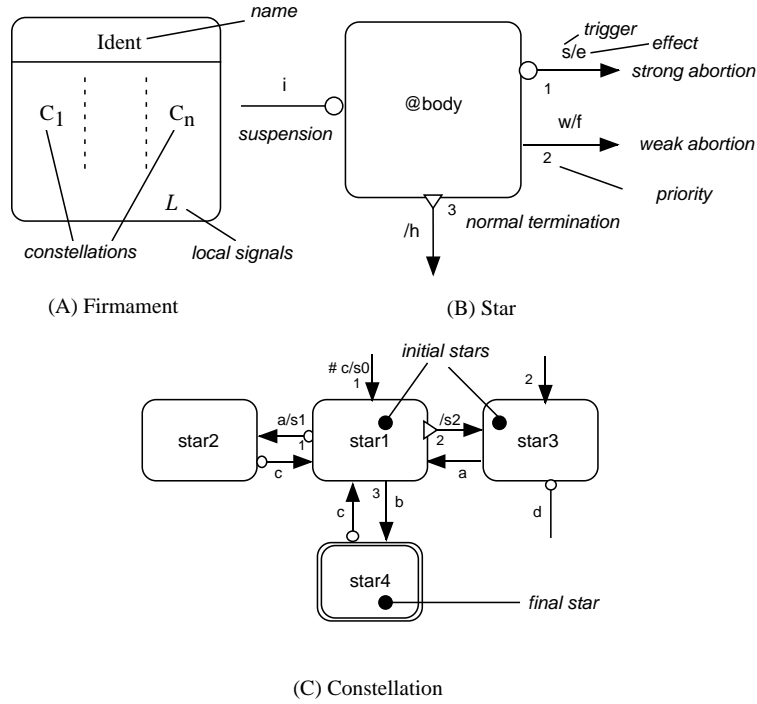 name
Ident
C1
Cn
L
constellations
local signals
(A) Firmament
trigger
s/e
effect
strong abortion
1
i
suspension
@body
w/f
weak abortion
2
priority
3
normal termination
/h
(B) Star
initial stars
# c/s0
1
2
star2
a/s1
1
c
star1
/s2
2
a
star3
3
b
c
d
star4
final star
(C) Constellation